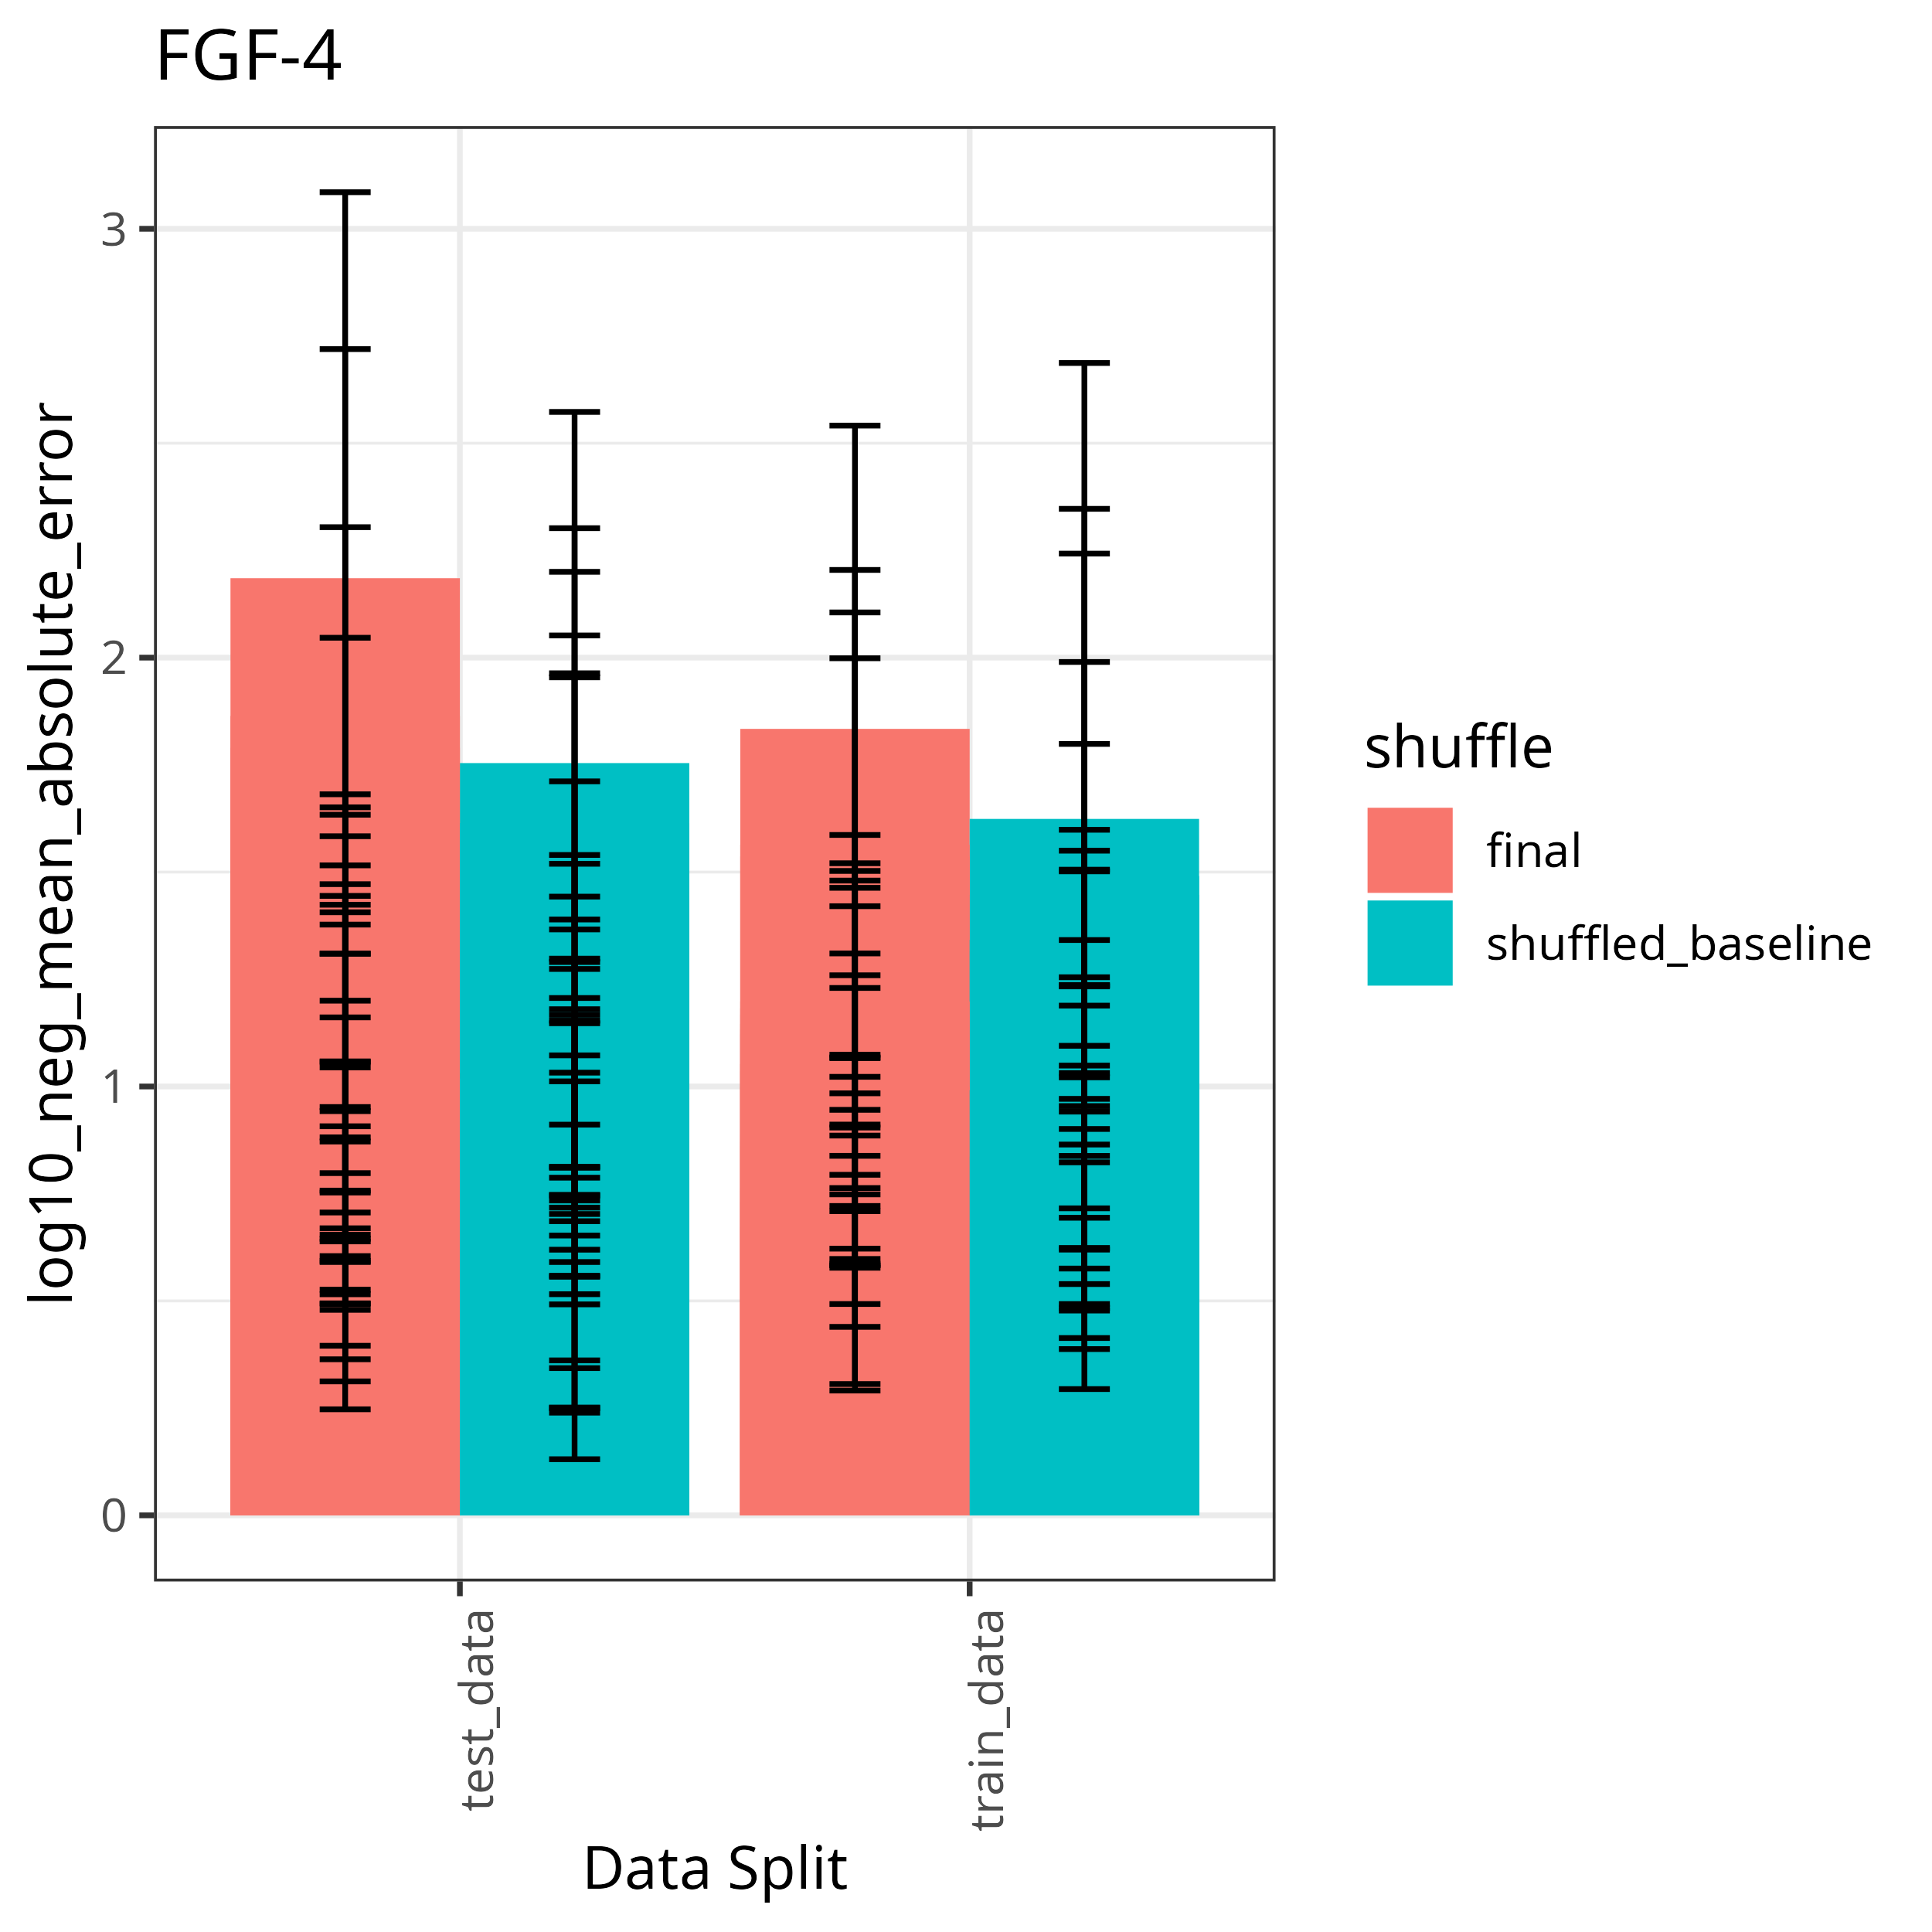 FGF-4
log10_neg_mean_absolute_error
3
2
1
0
test_data
train_data
Data Split
shuffle
final
shuffled_baseline